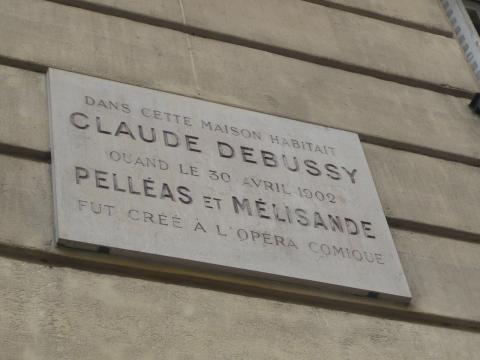 DANS CETTE MAISON HABITAIT
CLAUDE DEBUSSY
QUAND LE 30 AVRIL 1902
PELLÉAS ET MÉLISANDE
FUT CRÉÉ À L'OPÉRA COMIQUE